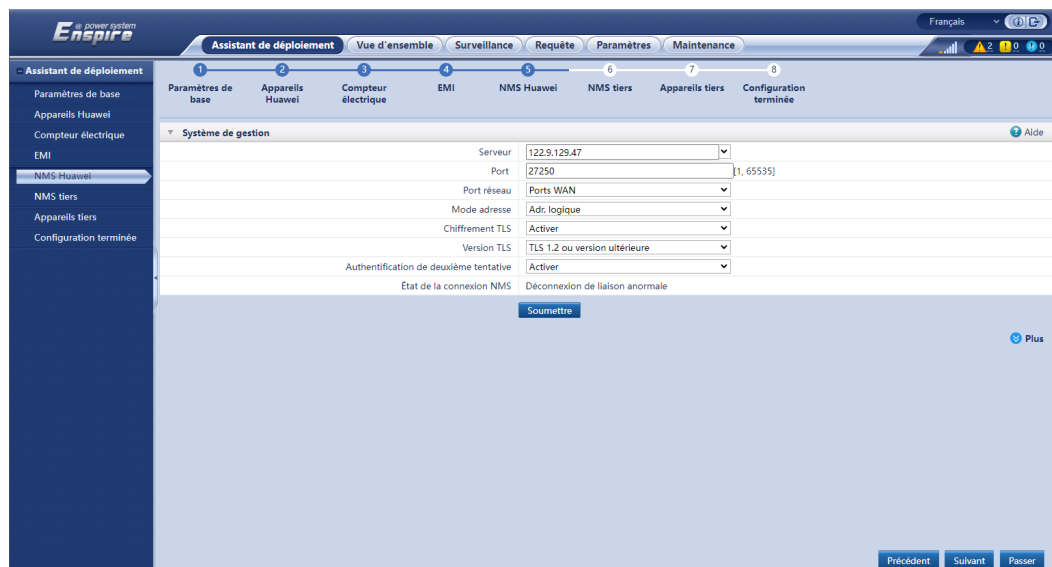 e power system
Enspire
Français
Assistant de déploiement
Vue d'ensemble
Surveillance
Requête
Paramètres
Maintenance
2
0
0
Assistant de déploiement
Paramètres de base
Appareils Huawei
Compteur électrique
EMI
NMS Huawei
NMS tiers
Appareils tiers
Configuration terminée
1
2
3
4
5
6
7
8
Paramètres de base
Appareils Huawei
Compteur électrique
EMI
NMS Huawei
NMS tiers
Appareils tiers
Configuration terminée
Système de gestion
Aide
Serveur 122.9.129.47
Port 27250 [1, 65535]
Port réseau Ports WAN
Mode adresse Adr. logique
Chiffrement TLS Activer
Version TLS TLS 1.2 ou version ultérieure
Authentification de deuxième tentative Activer
État de la connexion NMS Déconnexion de liaison anormale
Soumettre
Plus
Précédent
Suivant
Passer